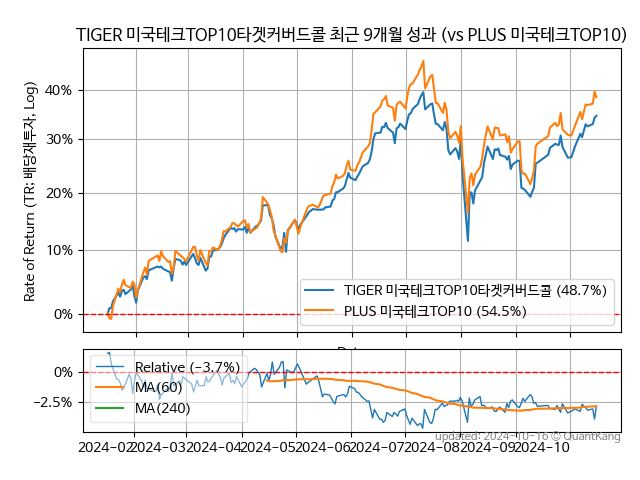 TIGER 미국테크TOP10타겟커버드콜 최근 9개월 성과 (vs PLUS 미국테크TOP10)
Rate of Return (TR: 배당재투자, Log)
40%
30%
20%
10%
0%
TIGER 미국테크TOP10타겟커버드콜 (48.7%)
PLUS 미국테크TOP10 (54.5%)
0%
−2.5%
Relative (−3.7%)
MA(60)
MA(240)
updated: 2024-10-16 © QuantKang
2024-02 2024-03 2024-04 2024-05 2024-06 2024-07 2024-08 2024-09 2024-10